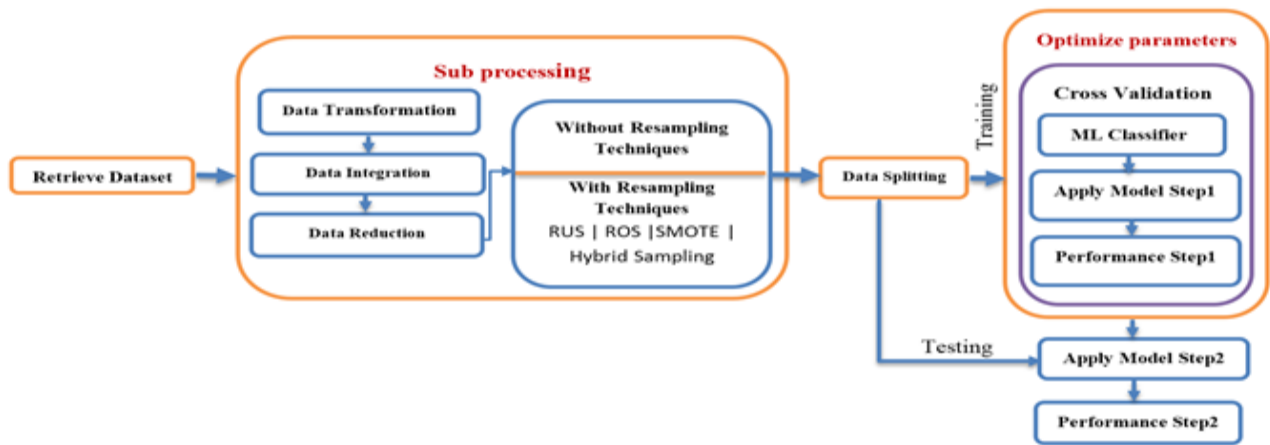 Retrieve Dataset
Sub processing
Data Transformation
Data Integration
Data Reduction
Without Resampling
Techniques
With Resampling
Techniques
RUS | ROS |SMOTE |
Hybrid Sampling
Data Splitting
Training
Testing
Optimize parameters
Cross Validation
ML Classifier
Apply Model Step1
Performance Step1
Apply Model Step2
Performance Step2